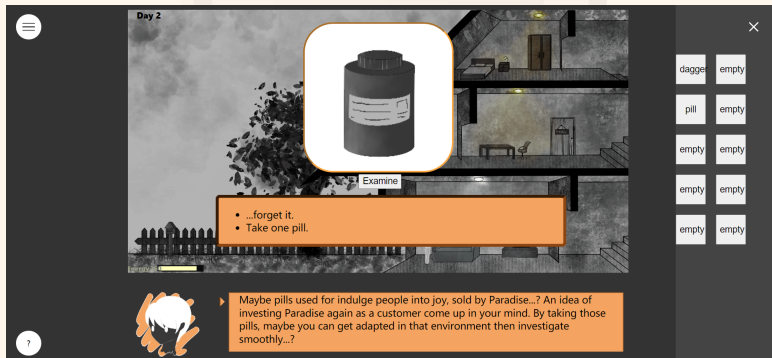 Day 2
dagger
empty
pill
empty
empty
empty
empty
empty
empty
empty
Examine
...forget it.
Take one pill.
Maybe pills used for indulge people into joy, sold by Paradise...? An idea of
investing Paradise again as a customer come up in your mind. By taking those
pills, maybe you can get adapted in that environment then investigate
smoothly...?
?